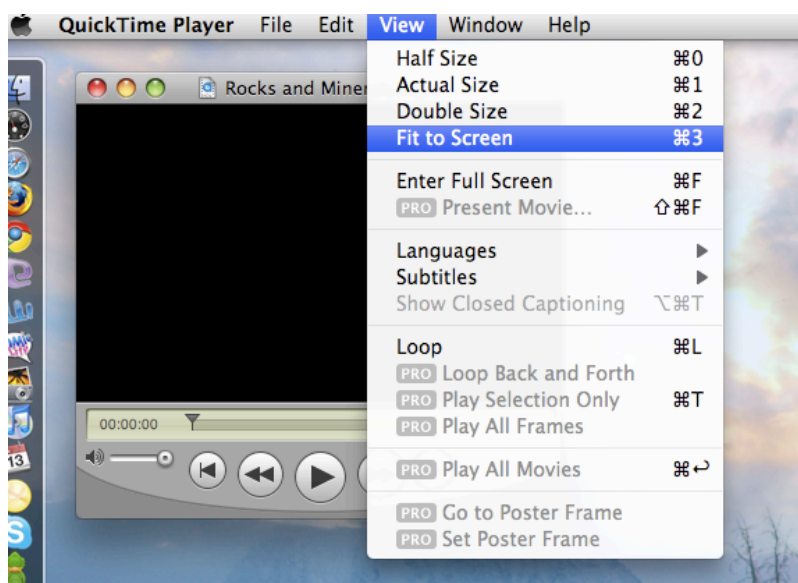 QuickTime Player File Edit View Window Help
Rocks and Miner
Half Size ⌘0
Actual Size ⌘1
Double Size ⌘2
Fit to Screen ⌘3
Enter Full Screen ⌘F
PRO Present Movie... ⇧⌘F
Languages
Subtitles
Show Closed Captioning ⌥⌘T
Loop ⌘L
PRO Loop Back and Forth
PRO Play Selection Only ⌘T
PRO Play All Frames
PRO Play All Movies ⌘↩
PRO Go to Poster Frame
PRO Set Poster Frame
00:00:00
13
S